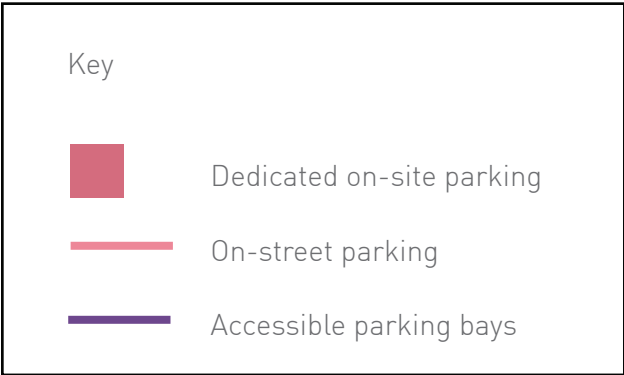 Key
Dedicated on-site parking
On-street parking
Accessible parking bays